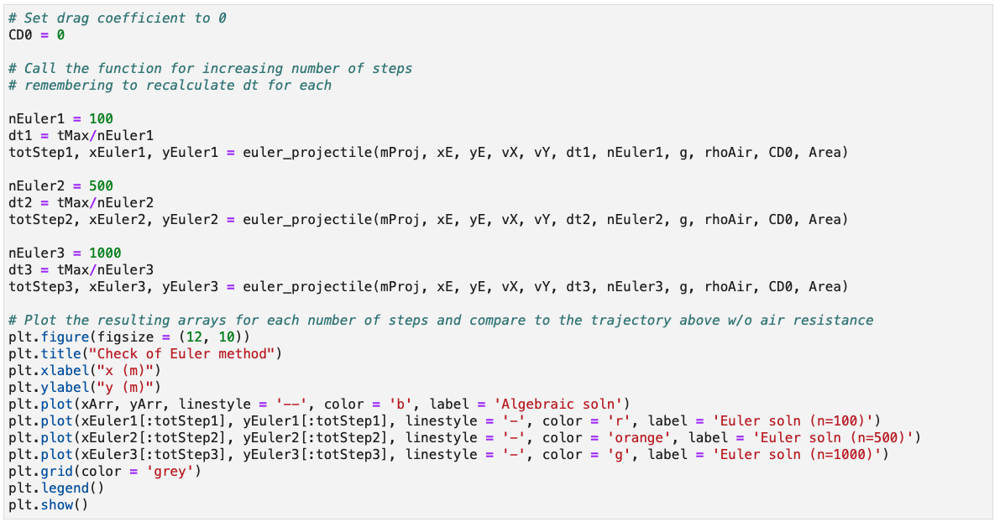 # Set drag coefficient to 0
CD0 = 0
# Call the function for increasing number of steps
# remembering to recalculate dt for each
nEuler1 = 100
dt1 = tMax/nEuler1
totStep1, xEuler1, yEuler1 = euler_projectile(mProj, xE, yE, vX, vY, dt1, nEuler1, g, rhoAir, CD0, Area)
nEuler2 = 500
dt2 = tMax/nEuler2
totStep2, xEuler2, yEuler2 = euler_projectile(mProj, xE, yE, vX, vY, dt2, nEuler2, g, rhoAir, CD0, Area)
nEuler3 = 1000
dt3 = tMax/nEuler3
totStep3, xEuler3, yEuler3 = euler_projectile(mProj, xE, yE, vX, vY, dt3, nEuler3, g, rhoAir, CD0, Area)
# Plot the resulting arrays for each number of steps and compare to the trajectory above w/o air resistance
plt.figure(figsize = (12, 10))
plt.title("Check of Euler method")
plt.xlabel("x (m)")
plt.ylabel("y (m)")
plt.plot(xArr, yArr, linestyle = '--', color = 'b', label = 'Algebraic soln')
plt.plot(xEuler1[:totStep1], yEuler1[:totStep1], linestyle = '-', color = 'r', label = 'Euler soln (n=100)')
plt.plot(xEuler2[:totStep2], yEuler2[:totStep2], linestyle = '-', color = 'orange', label = 'Euler soln (n=500)')
plt.plot(xEuler3[:totStep3], yEuler3[:totStep3], linestyle = '-', color = 'g', label = 'Euler soln (n=1000)')
plt.grid(color = 'grey')
plt.legend()
plt.show()